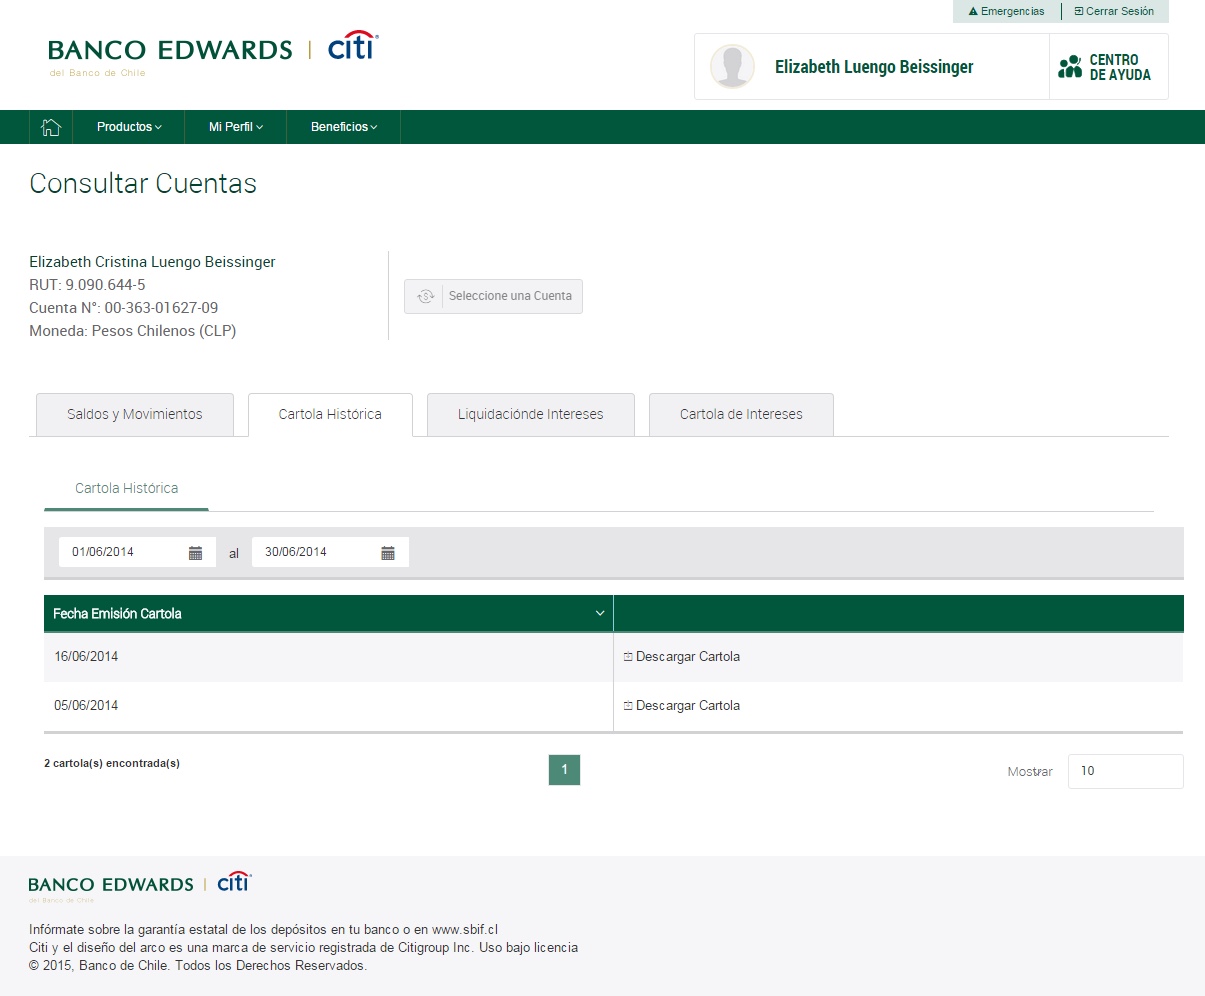 Emergencias
Cerrar Sesión
BANCO EDWARDS | citi
del Banco de Chile
Elizabeth Luengo Beissinger
CENTRO
DE AYUDA
Productos
Mi Perfil
Beneficios
Consultar Cuentas
Elizabeth Cristina Luengo Beissinger
RUT: 9.090.644-5
Cuenta N°: 00-363-01627-09
Moneda: Pesos Chilenos (CLP)
Seleccione una Cuenta
Saldos y Movimientos
Cartola Histórica
Liquidaciónde Intereses
Cartola de Intereses
Cartola Histórica
01/06/2014 al 30/06/2014
Fecha Emisión Cartola
16/06/2014 Descargar Cartola
05/06/2014 Descargar Cartola
2 cartola(s) encontrada(s)
1
Mostrar 10
BANCO EDWARDS | citi
del Banco de Chile
Infórmate sobre la garantía estatal de los depósitos en tu banco o en www.sbif.cl
Citi y el diseño del arco es una marca de servicio registrada de Citigroup Inc. Uso bajo licencia
© 2015, Banco de Chile. Todos los Derechos Reservados.